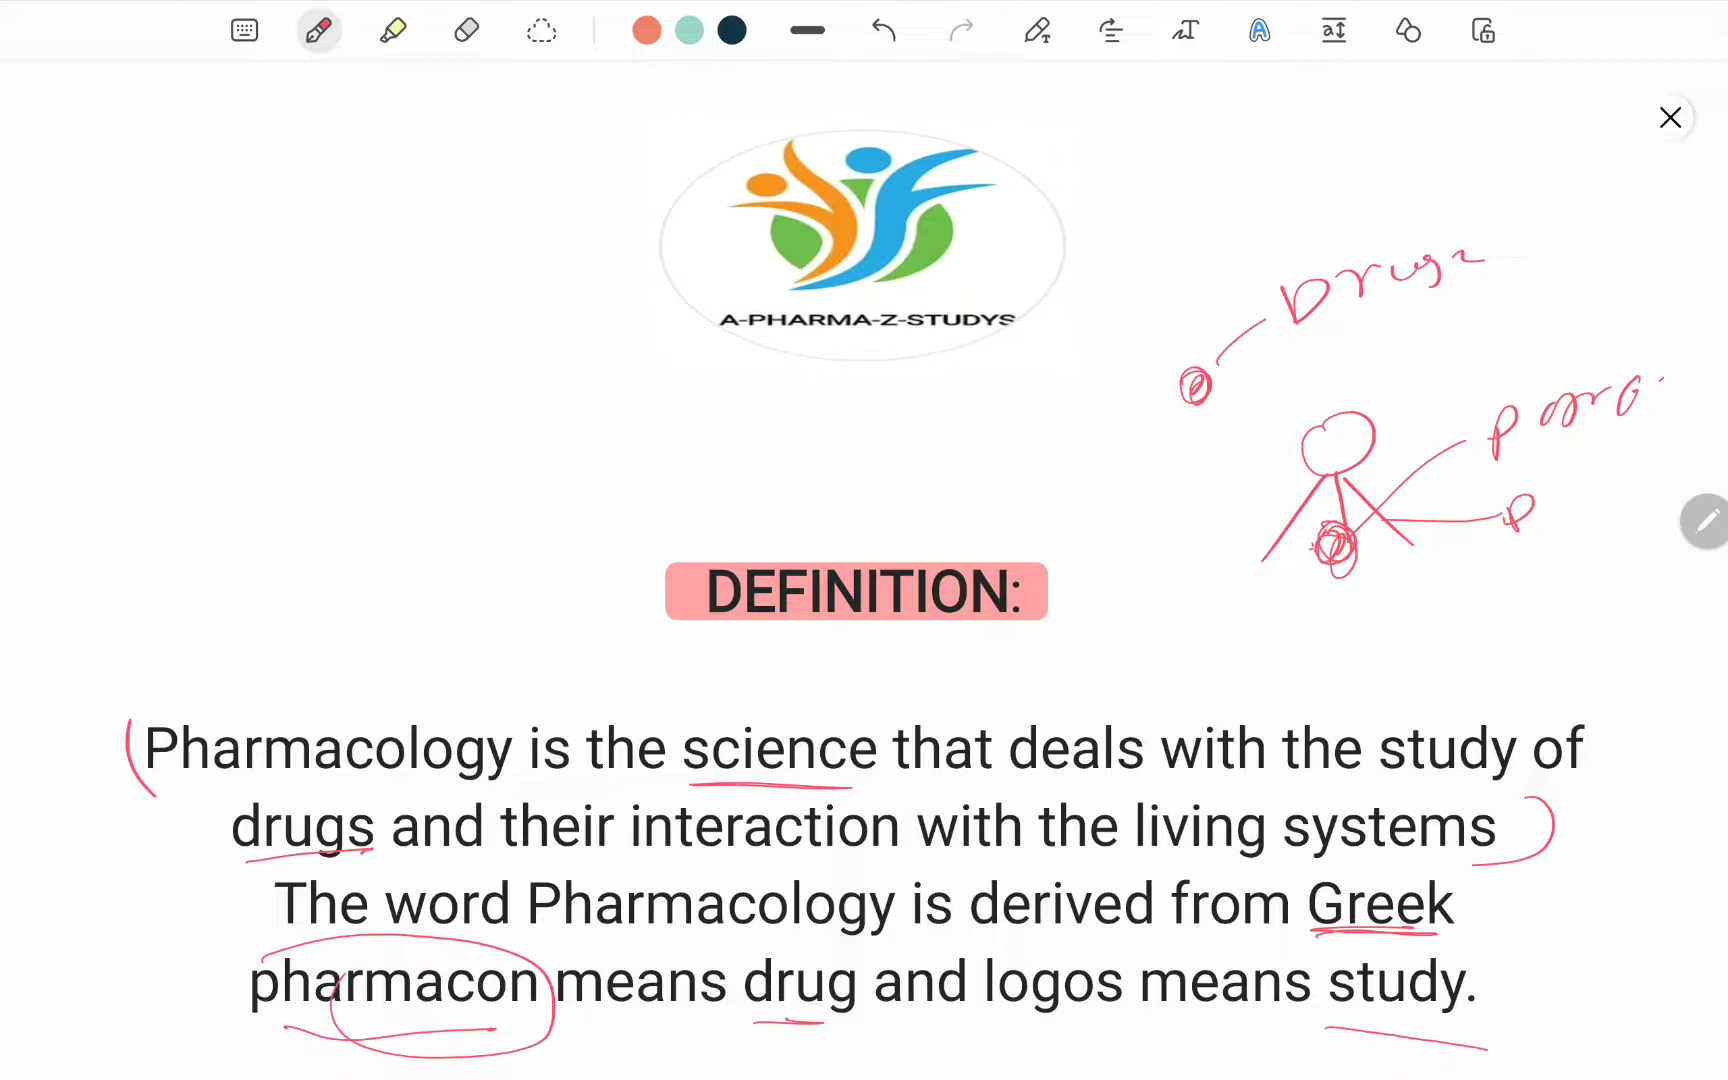 A-PHARMA-Z-STUDYS
Drugs
P
DEFINITION:
Pharmacology is the science that deals with the study of
drugs and their interaction with the living systems
The word Pharmacology is derived from Greek
pharmacon means drug and logos means study.